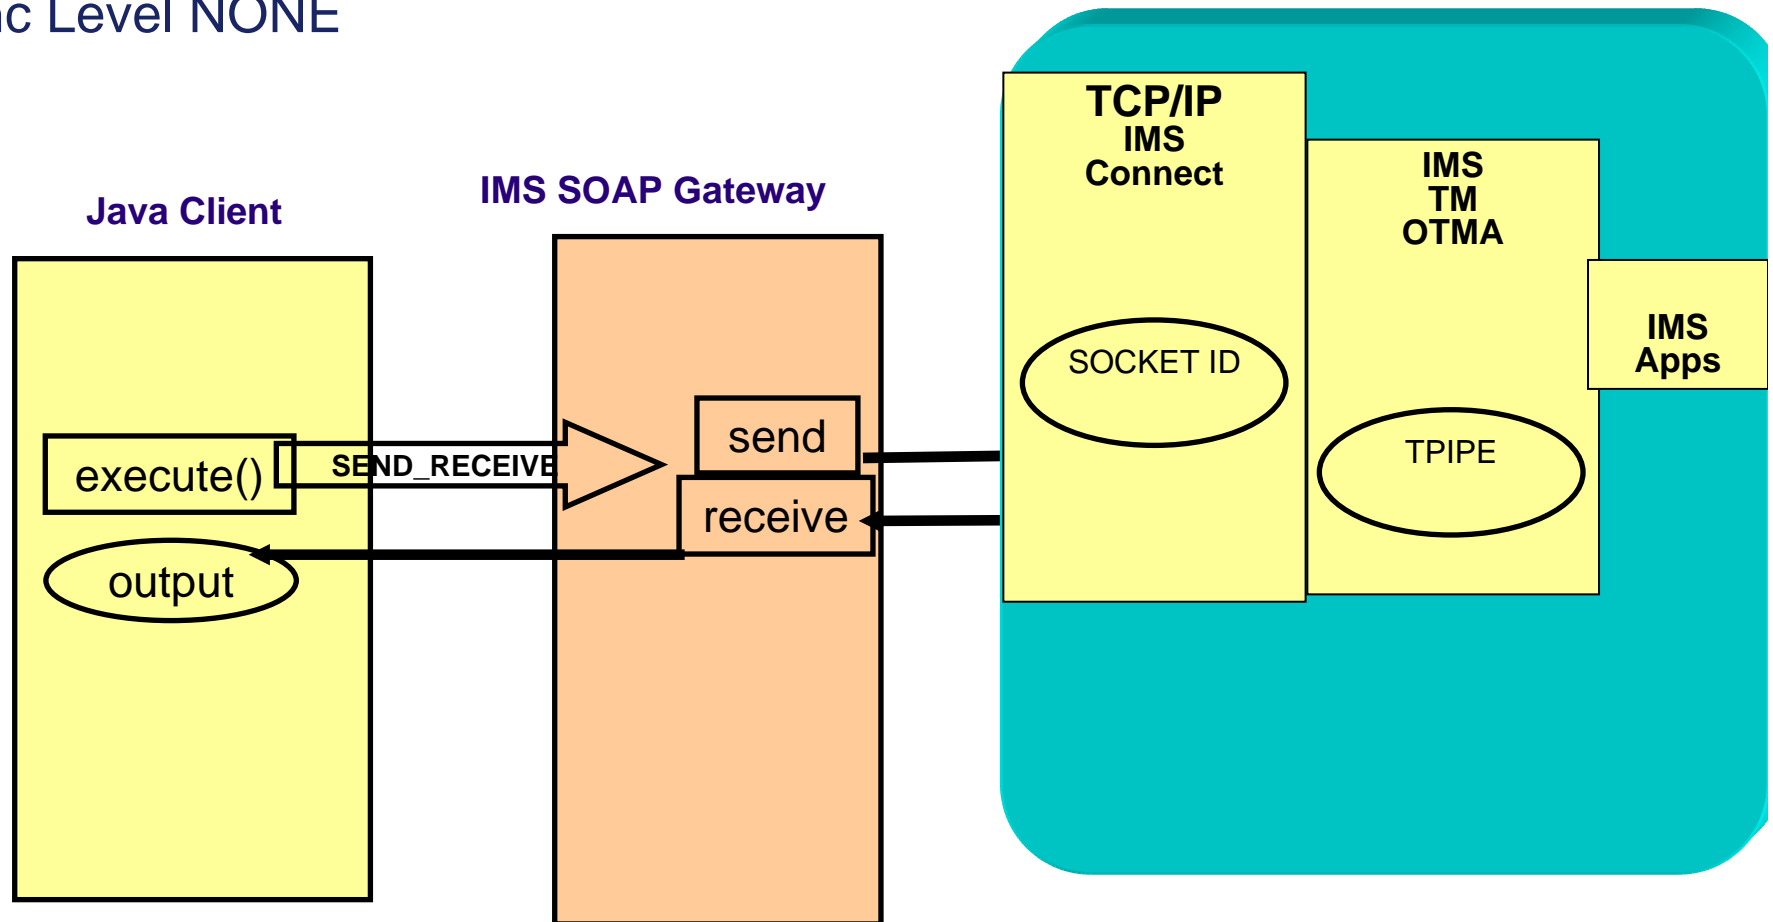 nc Level NONE
TCP/IP
IMS
Connect
IMS
TM
OTMA
IMS SOAP Gateway
Java Client
SOCKET ID
IMS
Apps
send
TPIPE
execute()
SEND_RECEIVE
receive
output